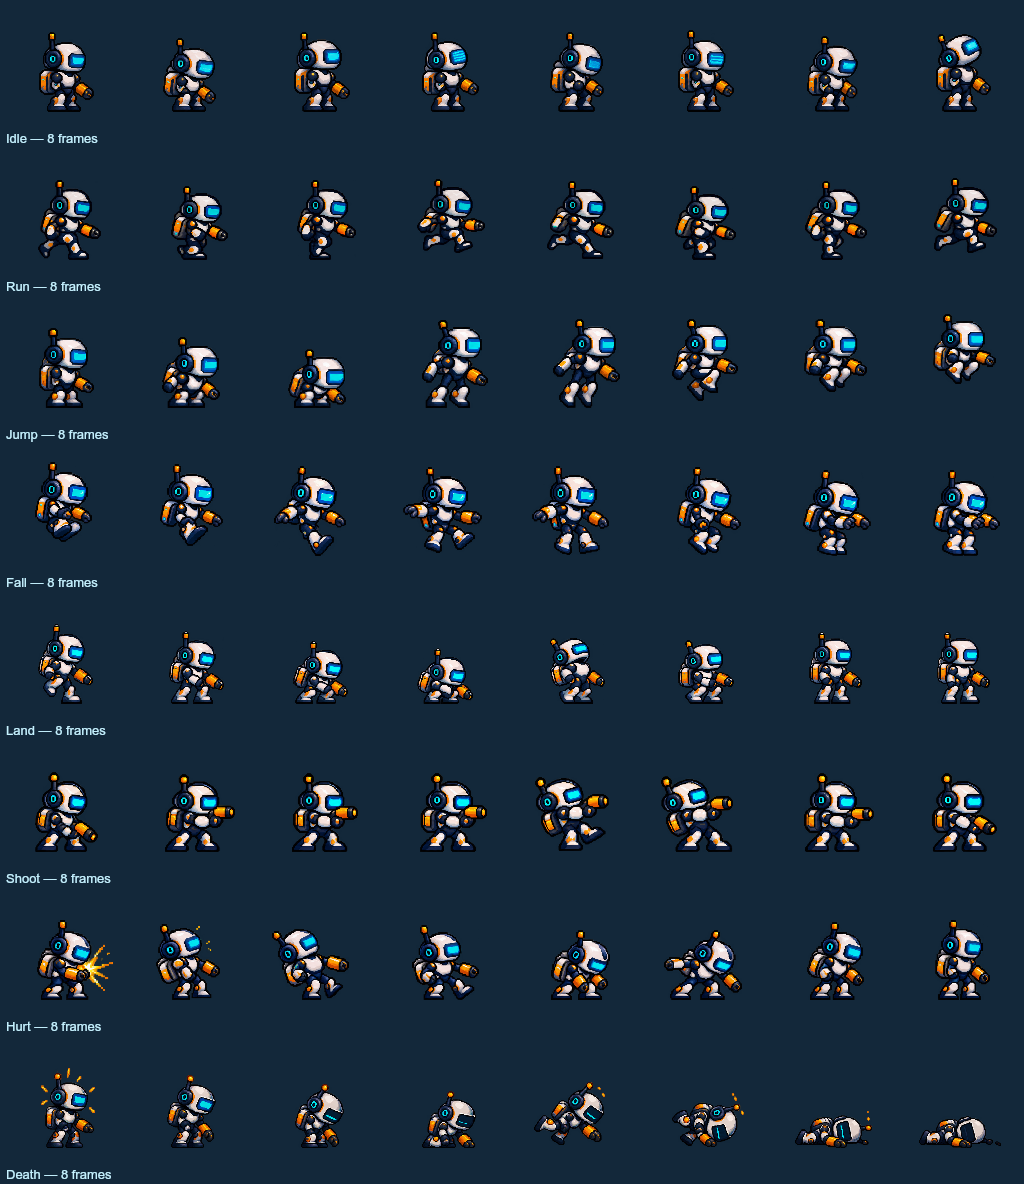 Idle — 8 frames
Run — 8 frames
Jump — 8 frames
Fall — 8 frames
Land — 8 frames
Shoot — 8 frames
Hurt — 8 frames
Death — 8 frames